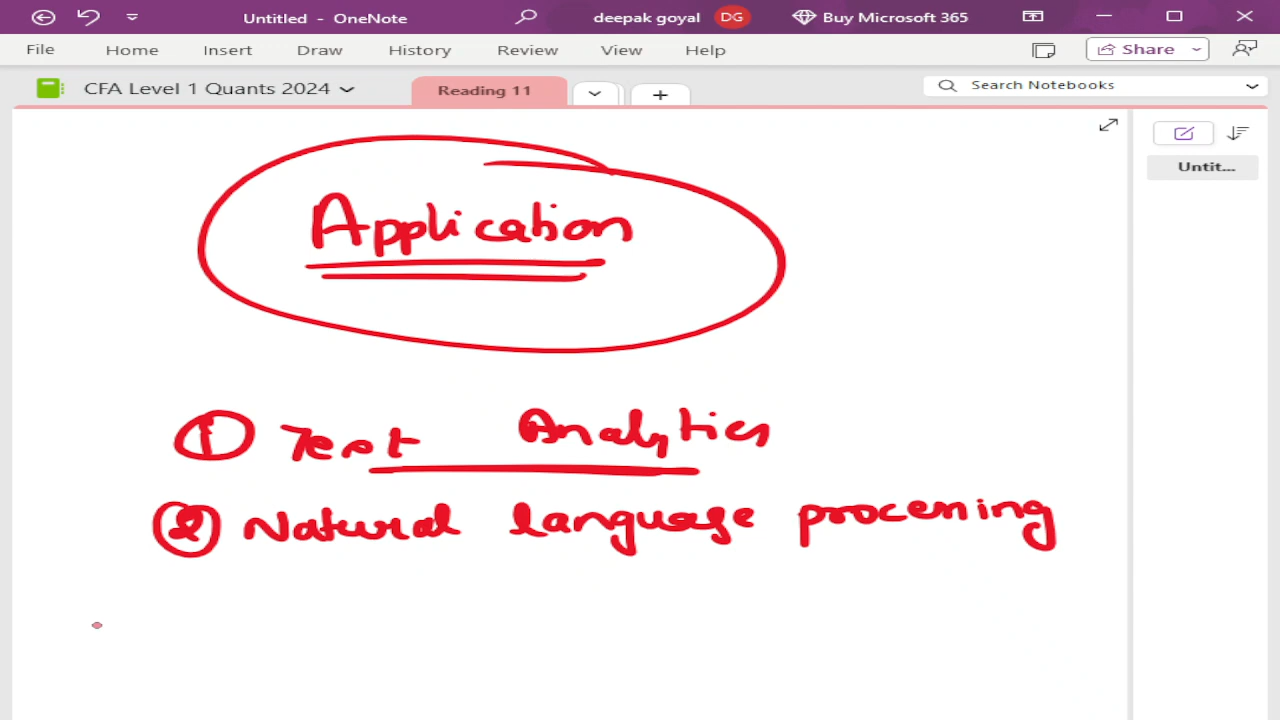 Untitled - OneNote
deepak goyal DG
Buy Microsoft 365
File Home Insert Draw History Review View Help
Share
CFA Level 1 Quants 2024
Reading 11
Search Notebooks
Untit...
Application
1 Text Analytics
2 Natural language processing